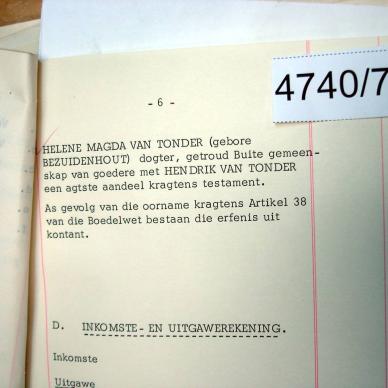 4740/7
- 6 -
HELENE MAGDA VAN TONDER (gebore
BEZUIDENHOUT) dogter, getroud Buite gemeen-
skap van goedere met HENDRIK VAN TONDER
een agtste aandeel kragtens testament.
As gevolg van die oorname kragtens Artikel 38
van die Boedelwet bestaan die erfenis uit
kontant.
D. INKOMSTE- EN UITGAWEREKENING.
Inkomste
Uitgawe